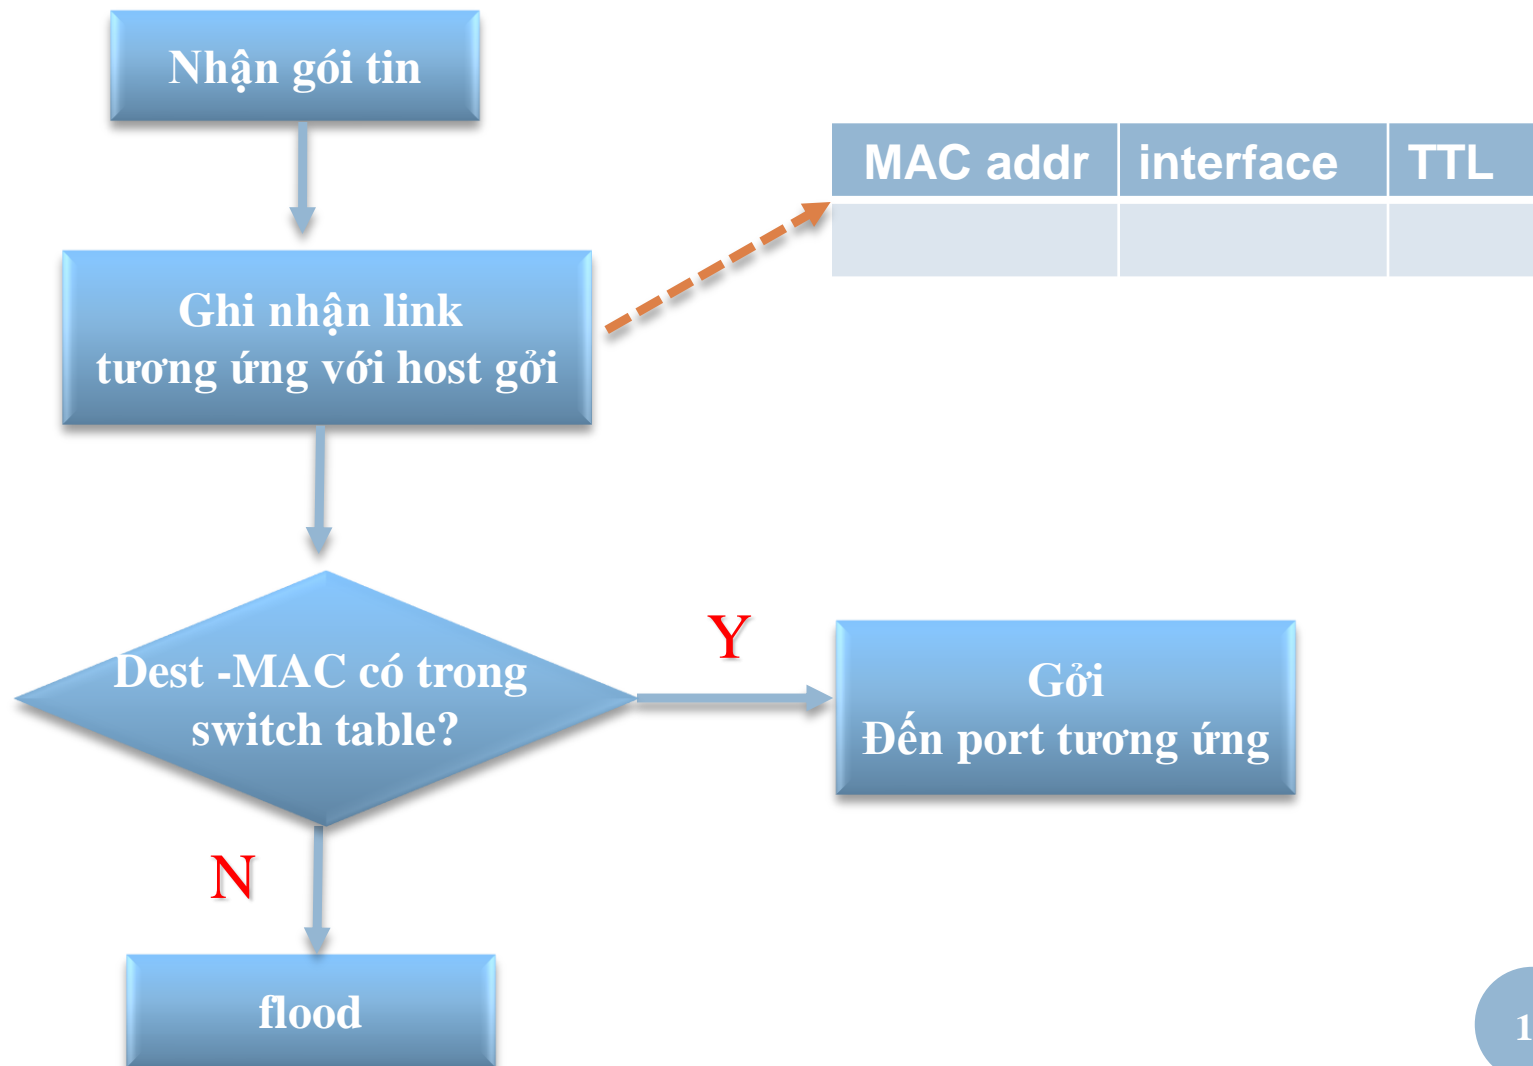 Nhận gói tin
MAC addr interface TTL
Ghi nhận link
tương ứng với host gởi
Dest -MAC có trong
switch table?
Y
Gởi
Đến port tương ứng
N
flood